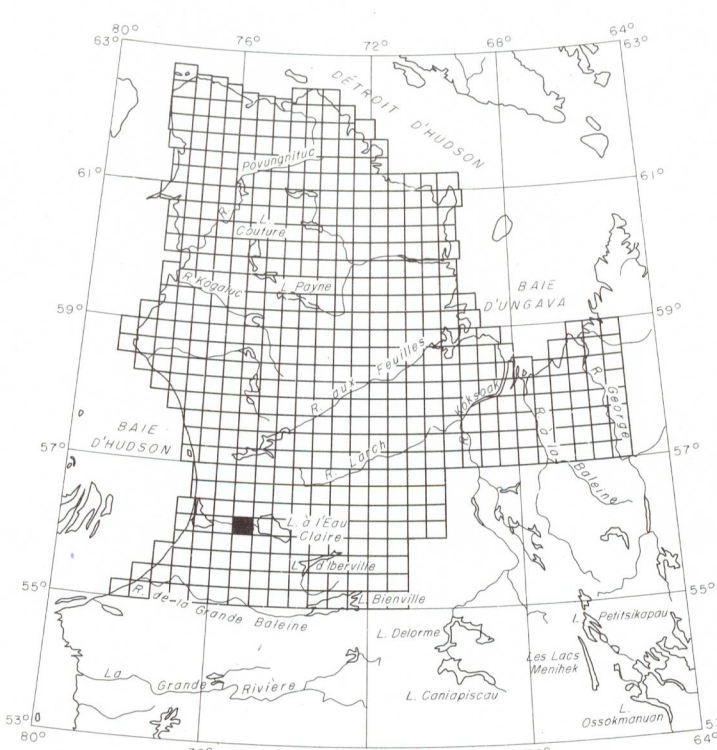 80°
63°
76°
72°
68°
64°
63°
DÉTROIT D'HUDSON
Povungnituc
R.
61°
61°
L.
Couture
R. Kogaluc
L. Payne
BAIE
D'UNGAVA
59°
59°
R. aux Feuilles
Koksoak
R.
R. à la Baleine
R. George
BAIE
D'HUDSON
57°
57°
R. Larch
L. à l'Eau
Claire
L. d'Iberville
55°
55°
R. de-la Grande Baleine
L. Bienville
L. Delorme
L. Petitsikapau
Les Lacs
Menihek
La Grande Rivière
L. Caniapiscau
L.
Ossokmanuan
53°
80°
64°